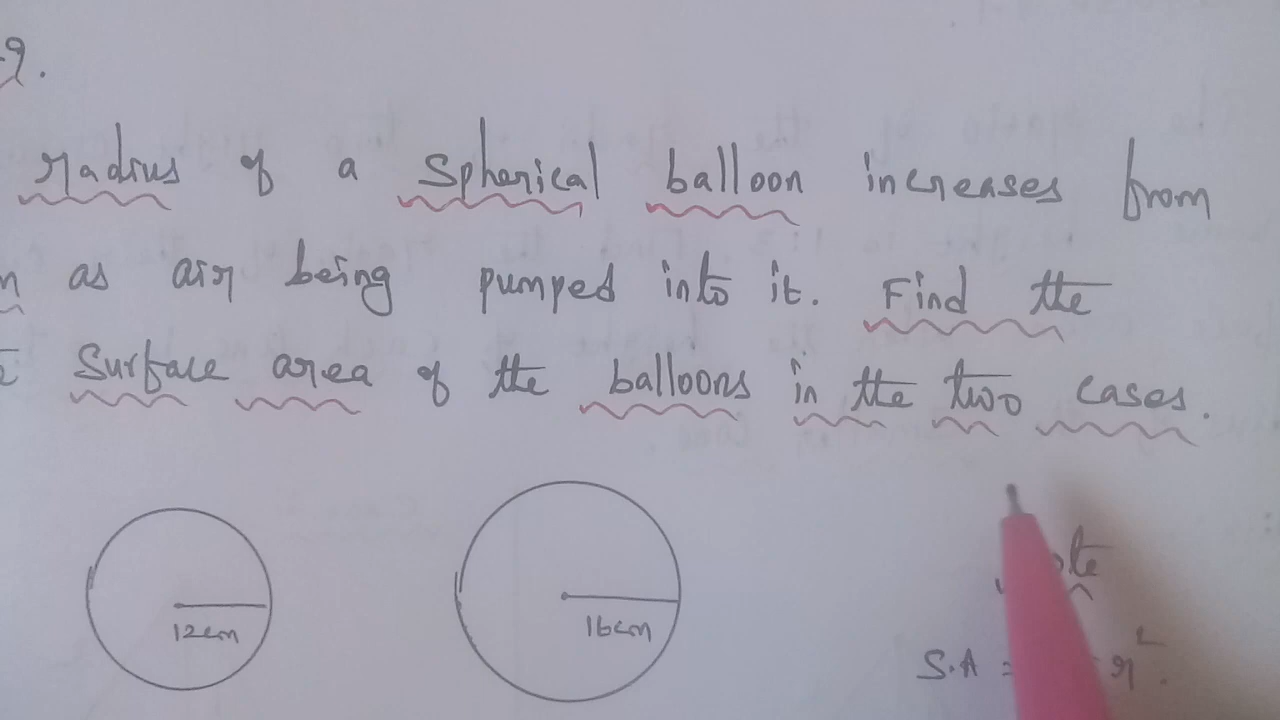 9.
radius of a spherical balloon increases from
as air being pumped into it. Find the
surface area of the balloons in the two cases.
12cm
16cm
S.A = r².